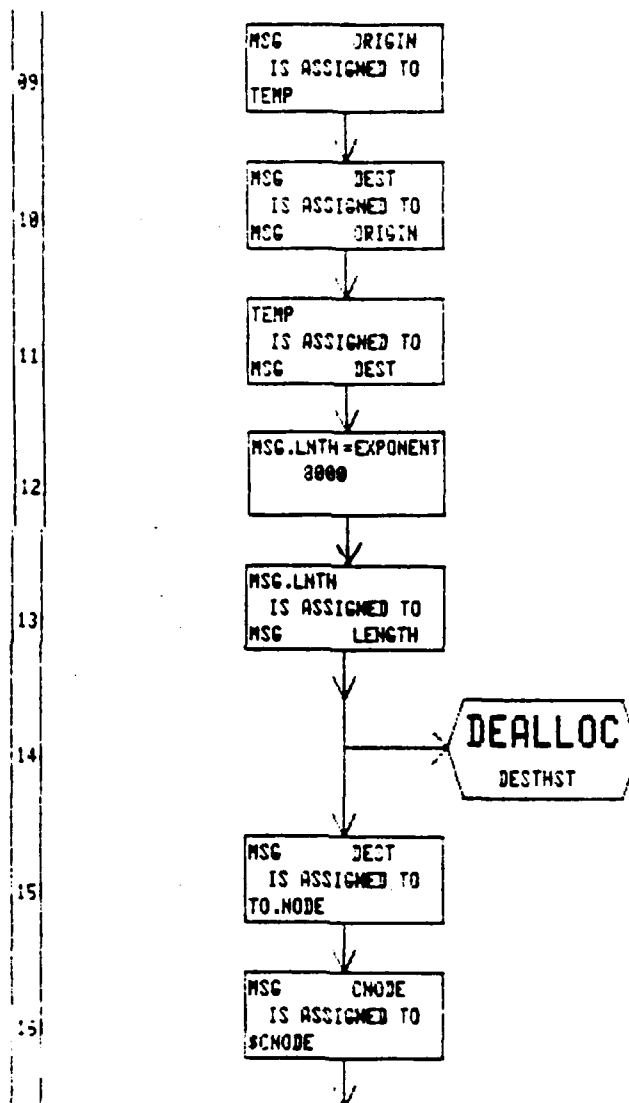 09
MSG ORIGIN
IS ASSIGNED TO
TEMP
10
MSG DEST
IS ASSIGNED TO
MSG ORIGIN
11
TEMP
IS ASSIGNED TO
MSG DEST
12
MSG.LNTH=EXPONENT
8000
13
MSG.LNTH
IS ASSIGNED TO
MSG LENGTH
14
DEALLOC
DESTHST
15
MSG DEST
IS ASSIGNED TO
TO.NODE
MSG CNODE
IS ASSIGNED TO
$CNODE